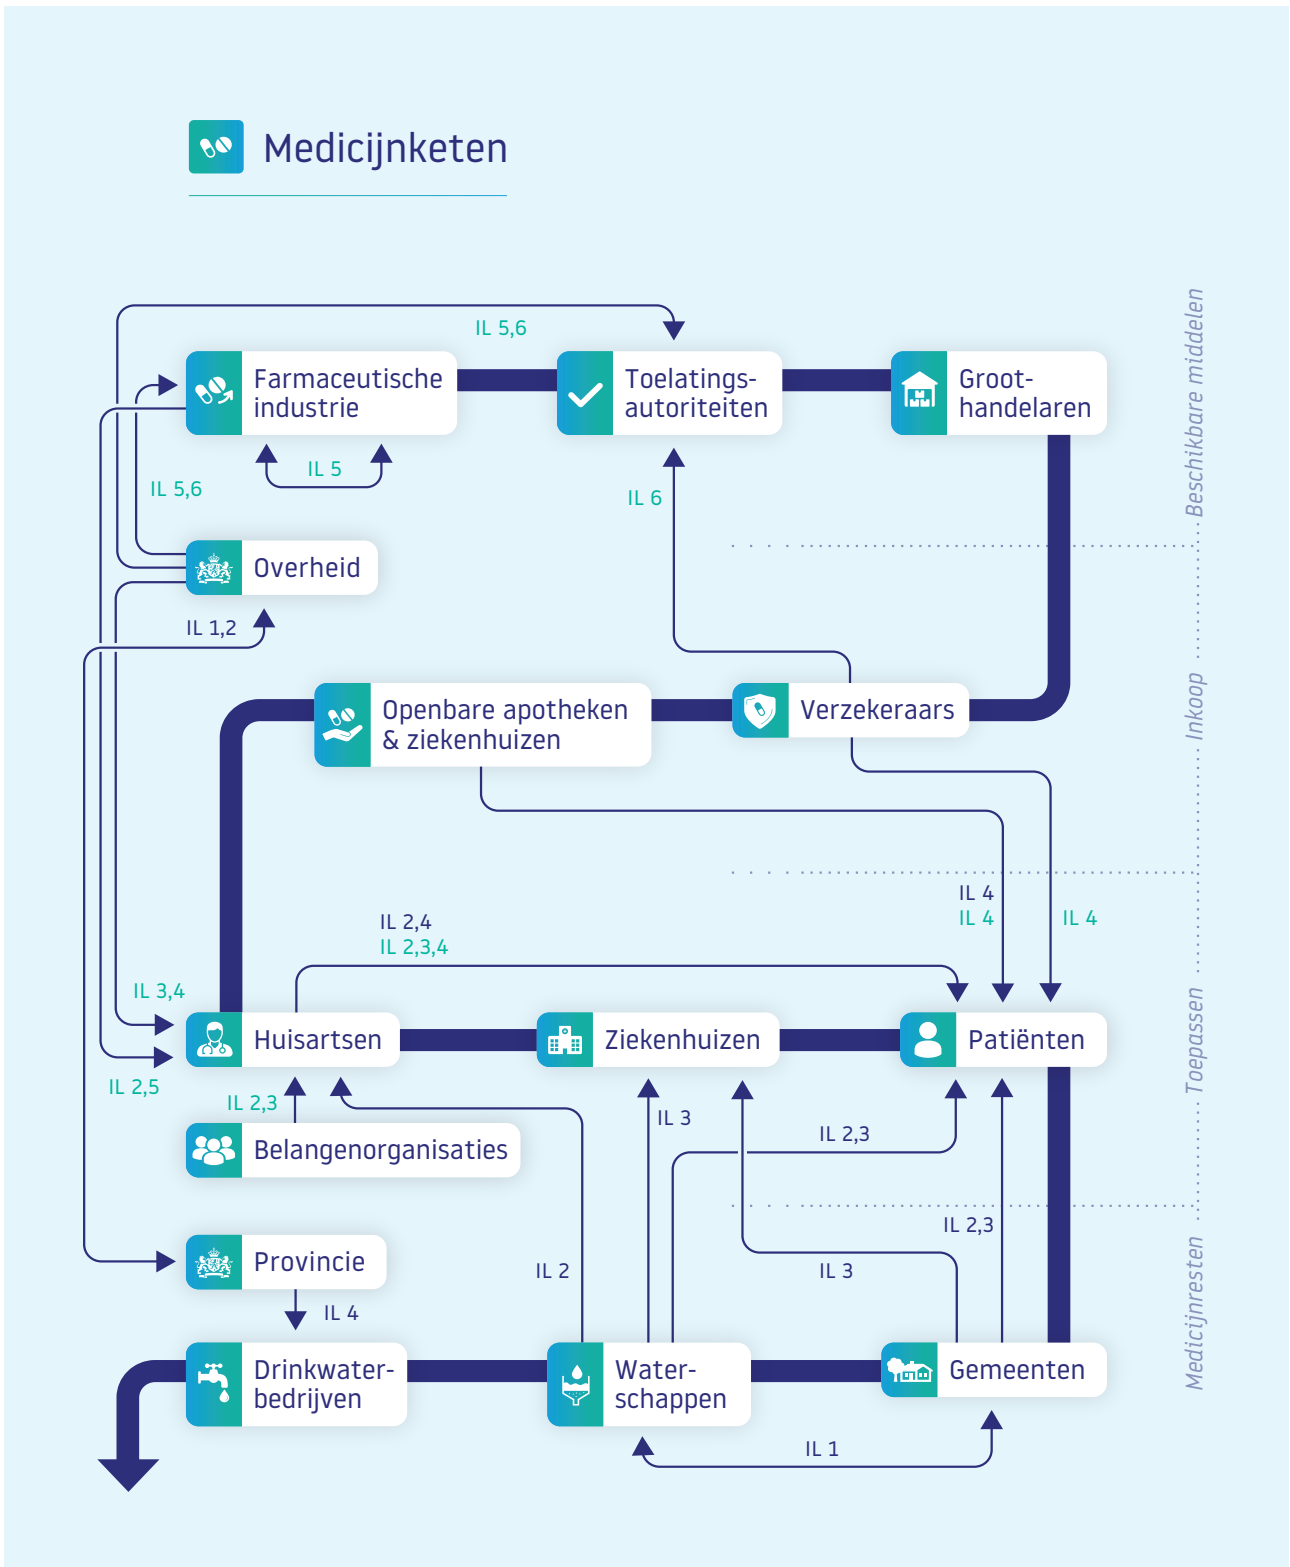 Medicijnketen
IL 5,6
Farmaceutische
industrie
Toelatings-
autoriteiten
Groot-
handelaren
Beschikbare middelen
IL 5
IL 5,6
IL 6
Overheid
IL 1,2
Openbare apotheken
& ziekenhuizen
Verzekeraars
Inkoop
IL 4
IL 4
IL 4
IL 2,4
IL 2,3,4
IL 3,4
Huisartsen
Ziekenhuizen
Patiënten
Toepassen
IL 2,5
IL 2,3
IL 3
IL 2,3
Belangenorganisaties
IL 2,3
Provincie
IL 2
IL 3
IL 4
Medicijnresten
Drinkwater-
bedrijven
Water-
schappen
Gemeenten
IL 1